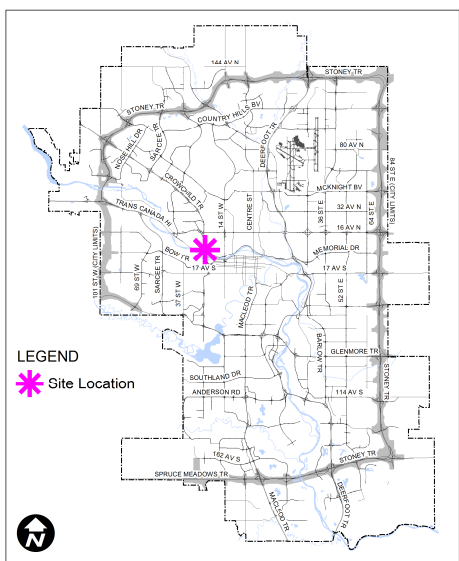 144 AV N
STONEY TR
STONEY TR
COUNTRY HILLS BV
DEERFOOT TR
NOSE HILL DR
SARCEE TR
80 AV N
84 ST E (CITY LIMITS)
CROWCHILD TR
MCKNIGHT BV
TRANS CANADA HI
14 ST W
CENTRE ST
36 ST E
32 AV N
64 ST E
16 AV N
101 ST W (CITY LIMITS)
BOW TR
MEMORIAL DR
17 AV S
17 AV S
69 ST W
SARCEE TR
37 ST W
MACLEOD TR
52 ST E
BARLOW TR
GLENMORE TR
STONEY TR
LEGEND
Site Location
SOUTHLAND DR
ANDERSON RD
114 AV S
162 AV S
STONEY TR
SPRUCE MEADOWS TR
MACLEOD TR
DEERFOOT TR
N